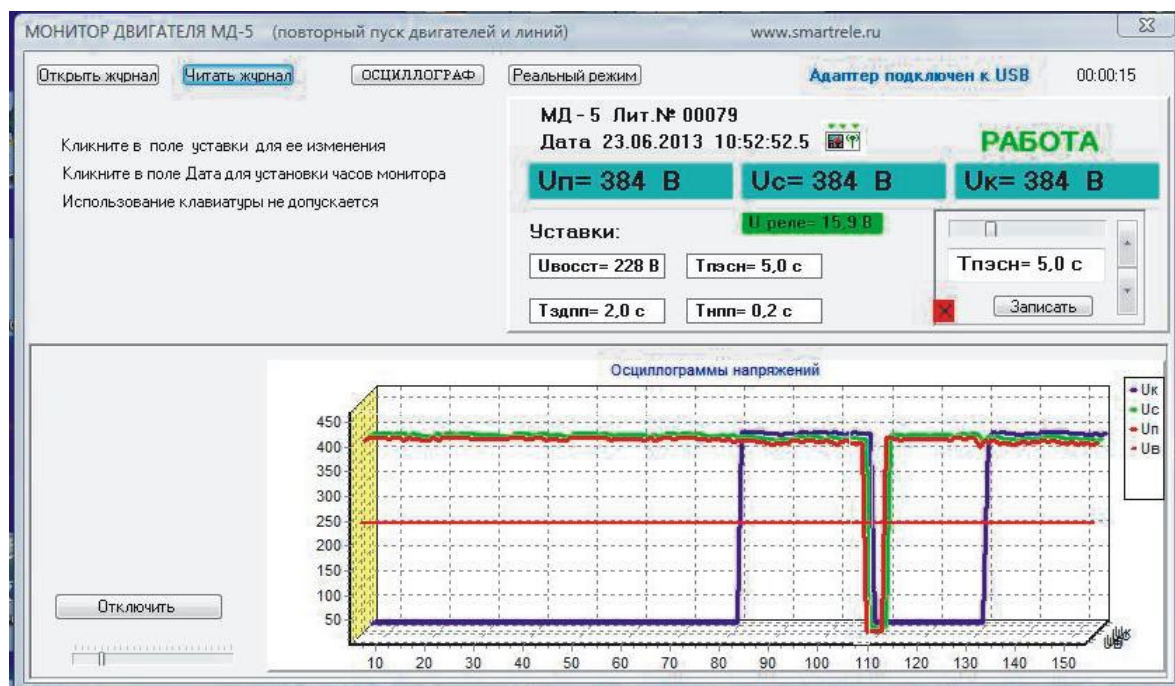 МОНИТОР ДВИГАТЕЛЯ МД-5 (повторный пуск двигателей и линий) www.smartrele.ru
Открыть журнал Читать журнал ОСЦИЛЛОГРАФ Реальный режим Адаптер подключен к USB 00:00:15
МД - 5 Лит.№ 00079
Дата 23.06.2013 10:52:52.5 РАБОТА
Кликните в поле уставки для ее изменения
Кликните в поле Дата для установки часов монитора
Использование клавиатуры не допускается
Uп= 384 В Uс= 384 В Uк= 384 В
U реле= 15,9 В
Уставки:
Uвосст= 228 В Тпэсн= 5,0 с
Тпэсн= 5,0 с
Тздпп= 2,0 с Тнпп= 0,2 с
Записать
Осциллограммы напряжений
Uк
Uс
Uп
Uв
450
400
350
300
250
200
150
100
50
Отключить
10 20 30 40 50 60 70 80 90 100 110 120 130 140 150